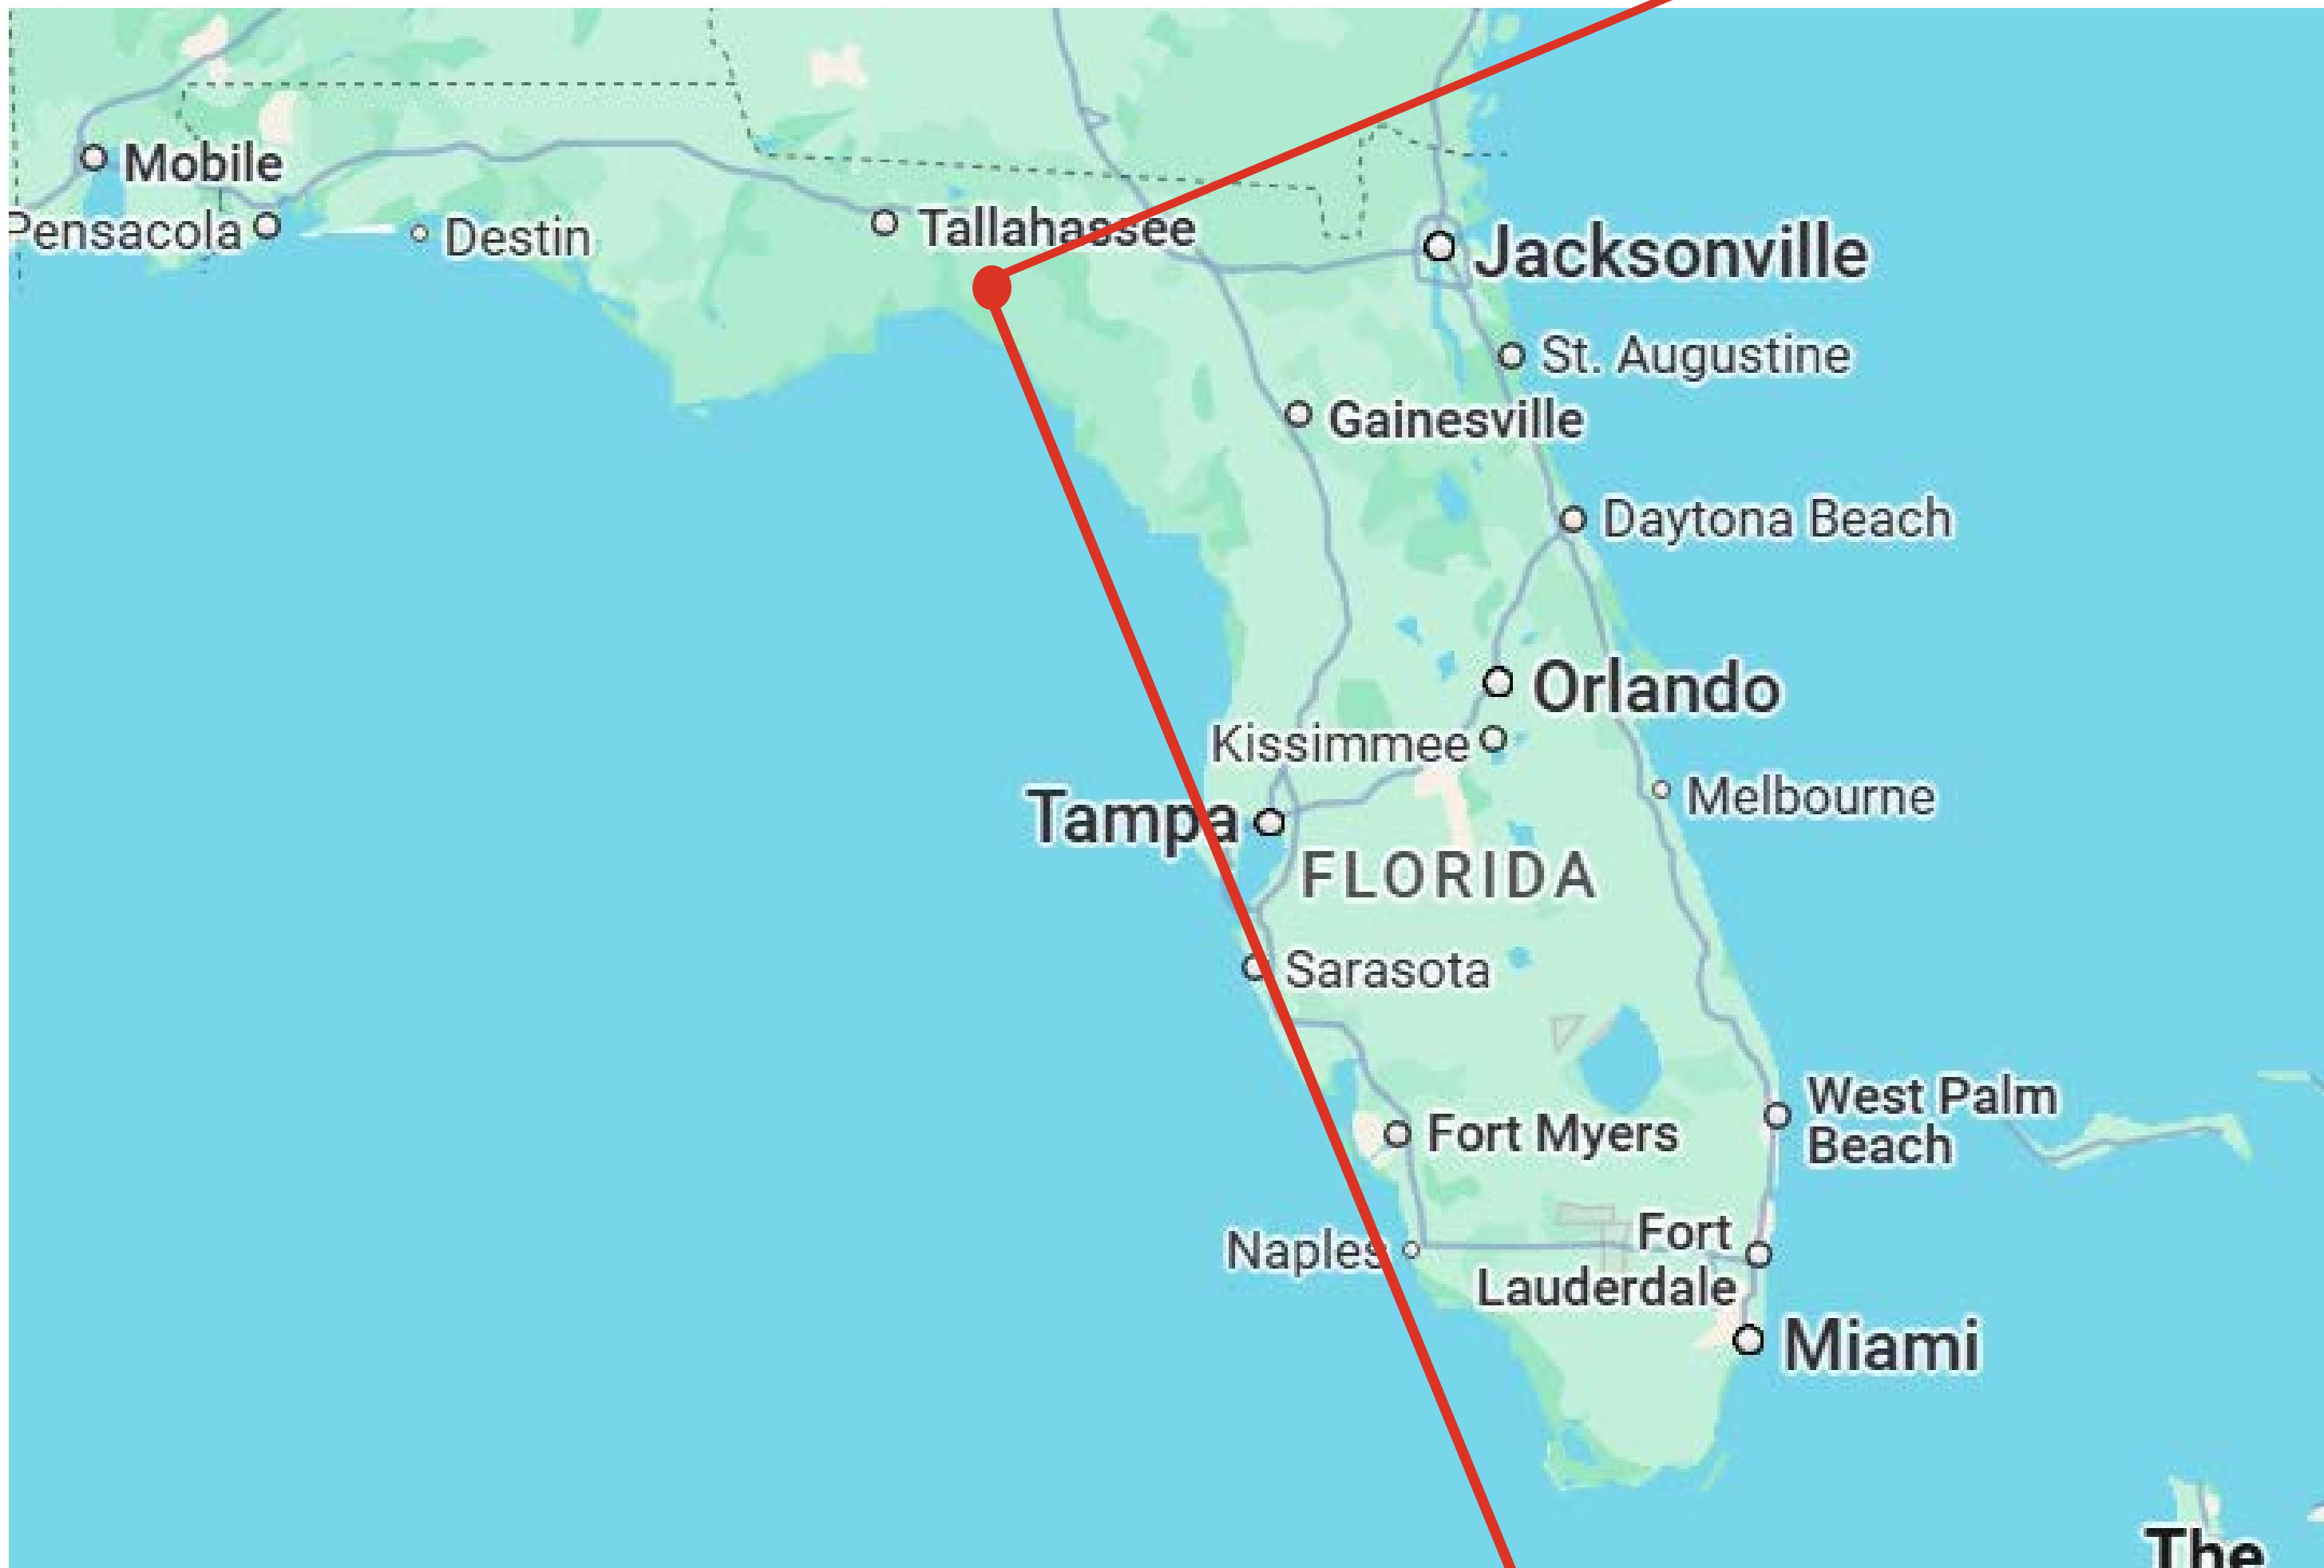 Mobile
Pensacola
Destin
Tallahassee
Jacksonville
St. Augustine
Gainesville
Daytona Beach
Orlando
Kissimmee
Melbourne
Tampa
FLORIDA
Sarasota
West Palm
Beach
Fort Myers
Fort
Lauderdale
Naples
Miami
The